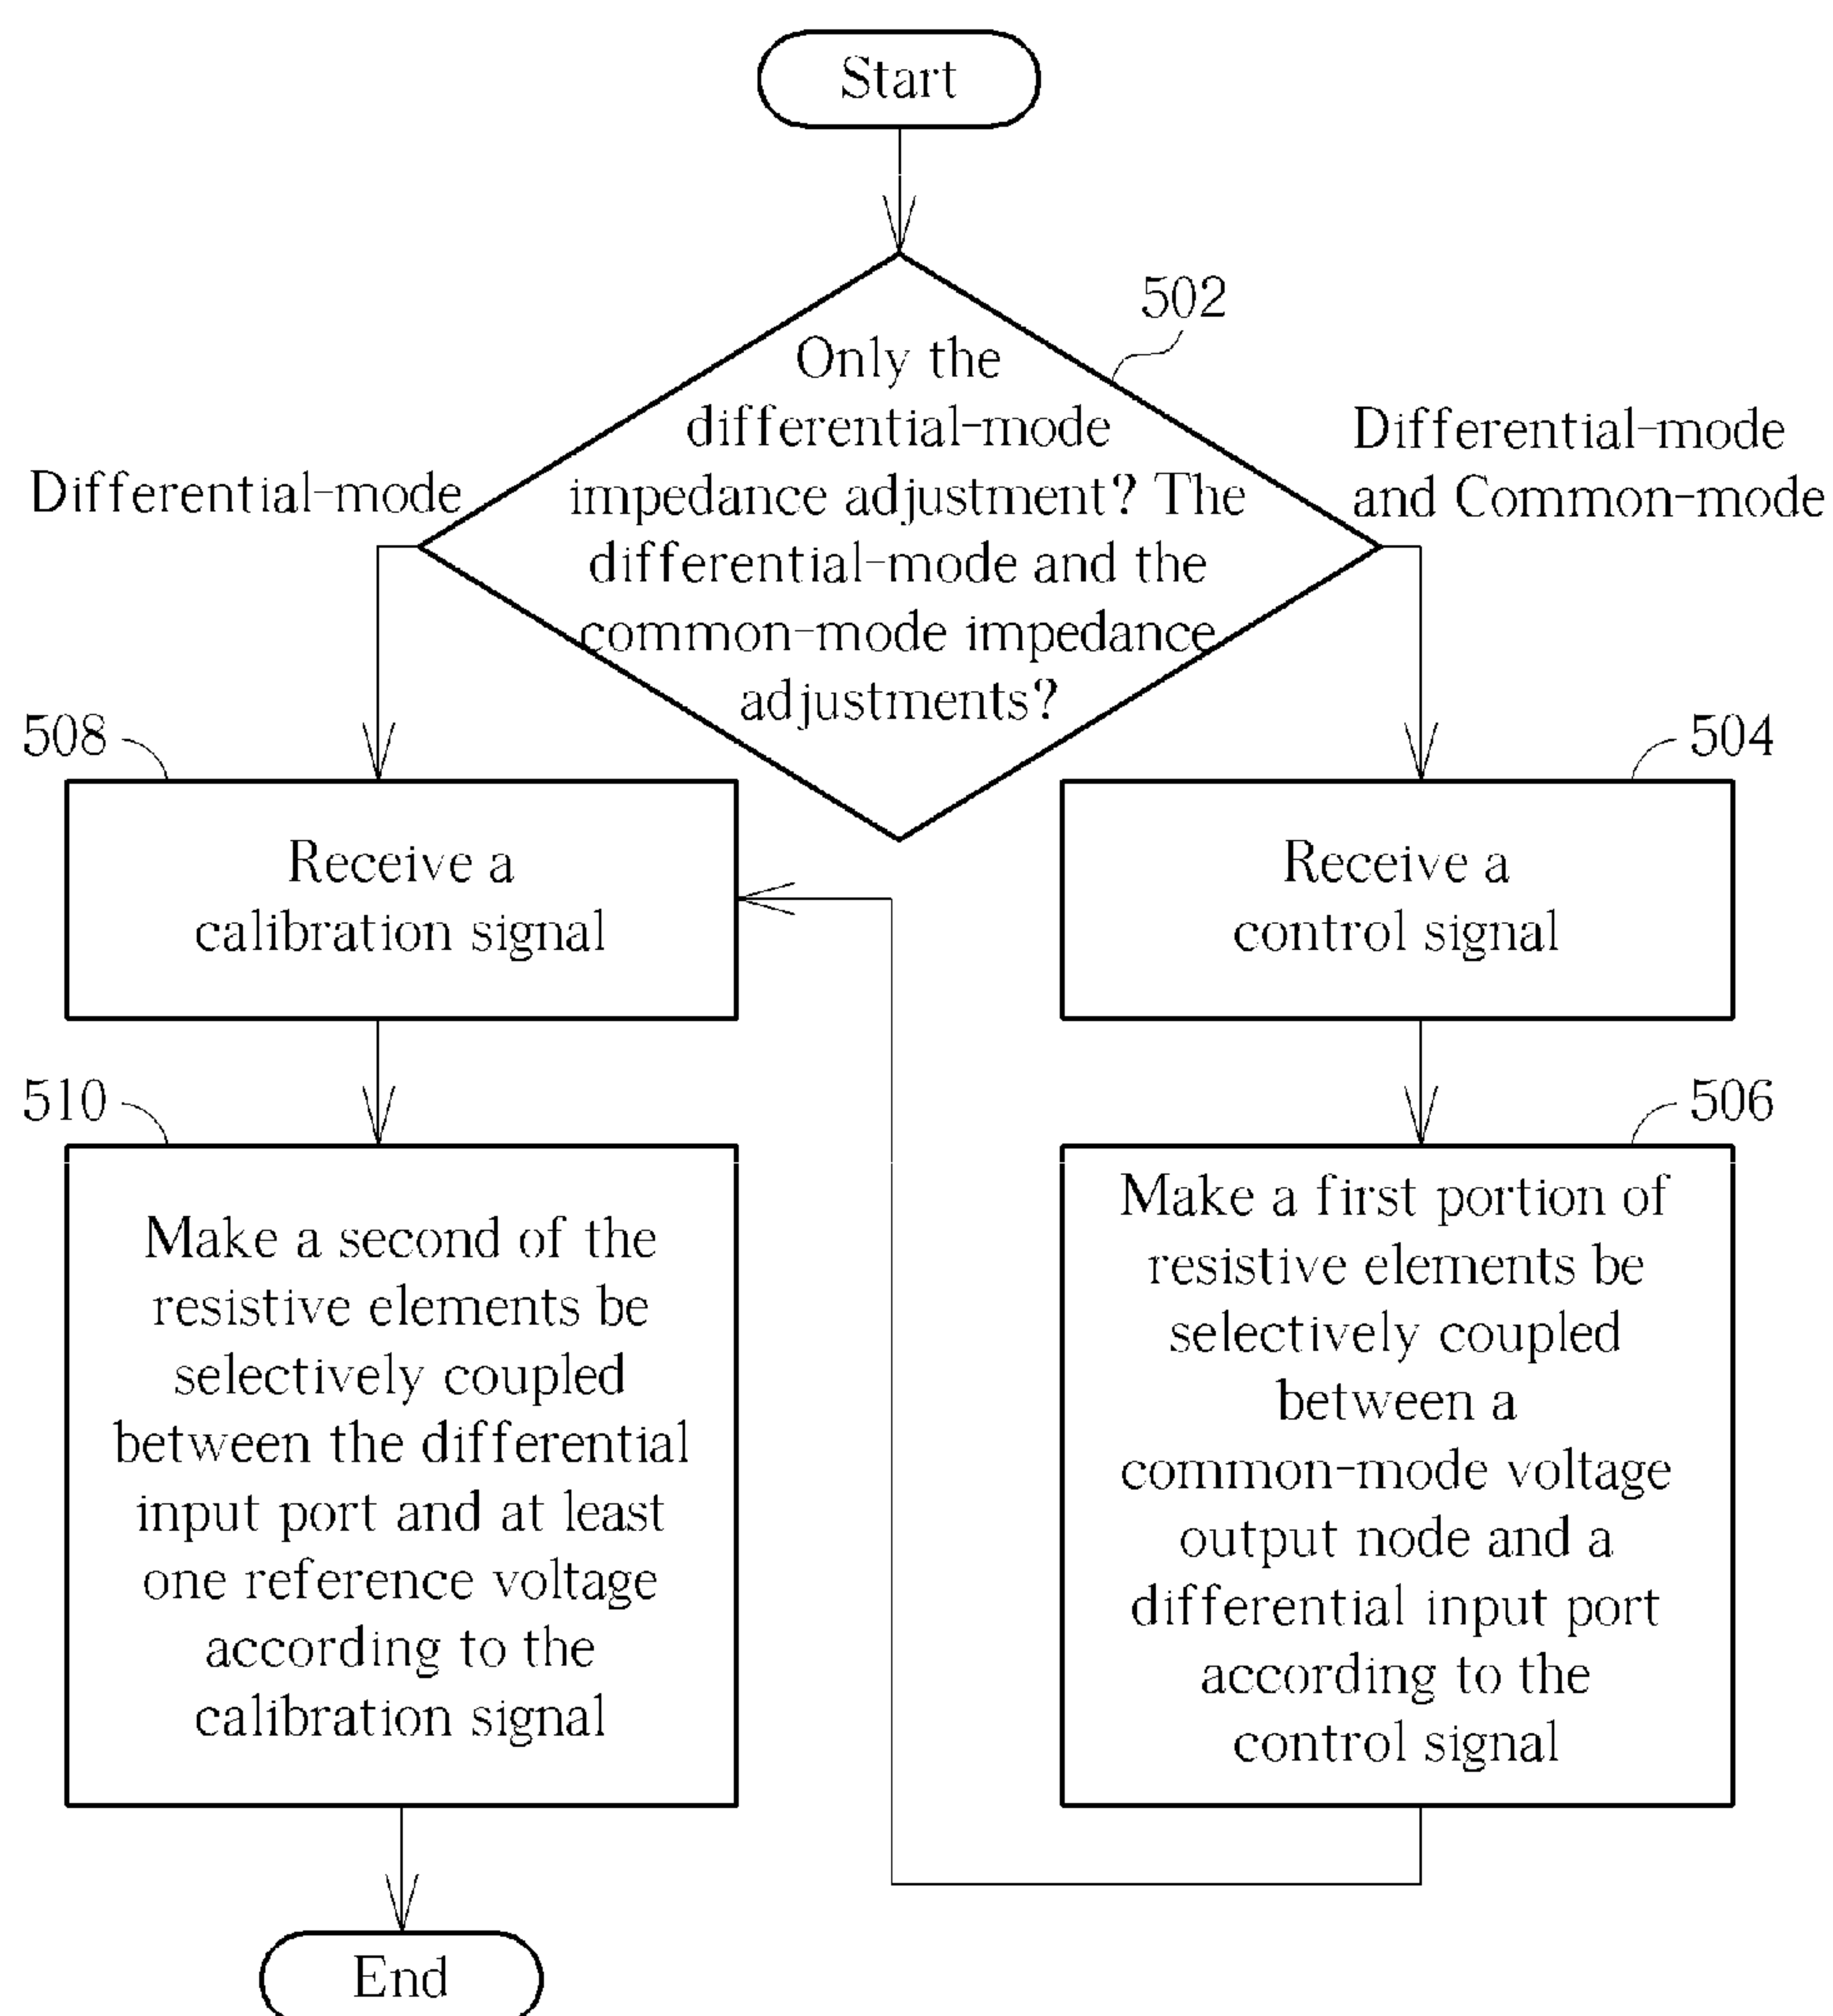 Start
502
Only the
differential-mode
impedance adjustment? The
differential-mode and the
common-mode impedance
adjustments?
Differential-mode
Differential-mode
and Common-mode
508
Receive a
calibration signal
504
Receive a
control signal
510
Make a second of the
resistive elements be
selectively coupled
between the differential
input port and at least
one reference voltage
according to the
calibration signal
506
Make a first portion of
resistive elements be
selectively coupled
between a
common-mode voltage
output node and a
differential input port
according to the
control signal
End